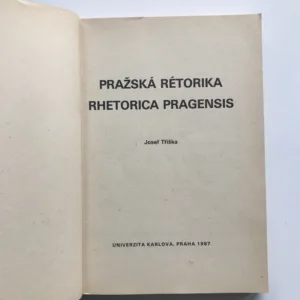 PRAŽSKÁ RÉTORIKA
RHETORICA PRAGENSIS
Josef Tříška
UNIVERZITA KARLOVA, PRAHA 1987